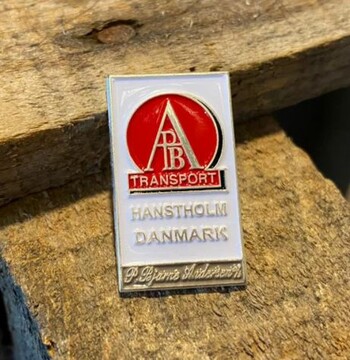 APB
TRANSPORT
HANSTHOLM
DANMARK
P. Bjarne Andersen